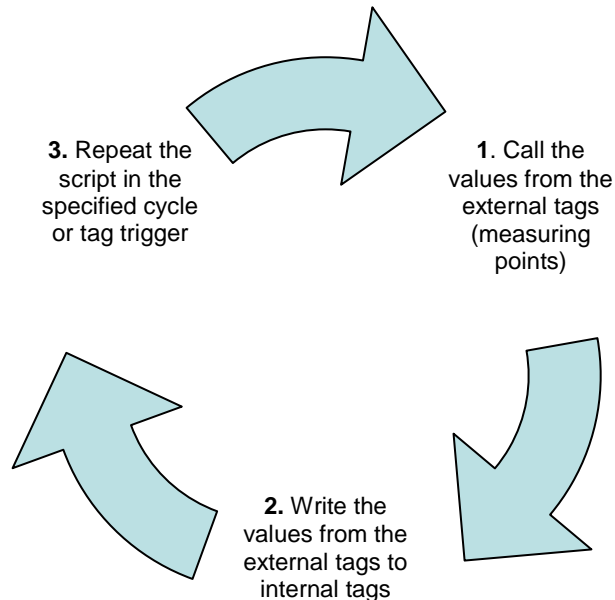 1. Call the
values from the
external tags
(measuring
points)
2. Write the
values from the
external tags to
internal tags
3. Repeat the
script in the
specified cycle
or tag trigger